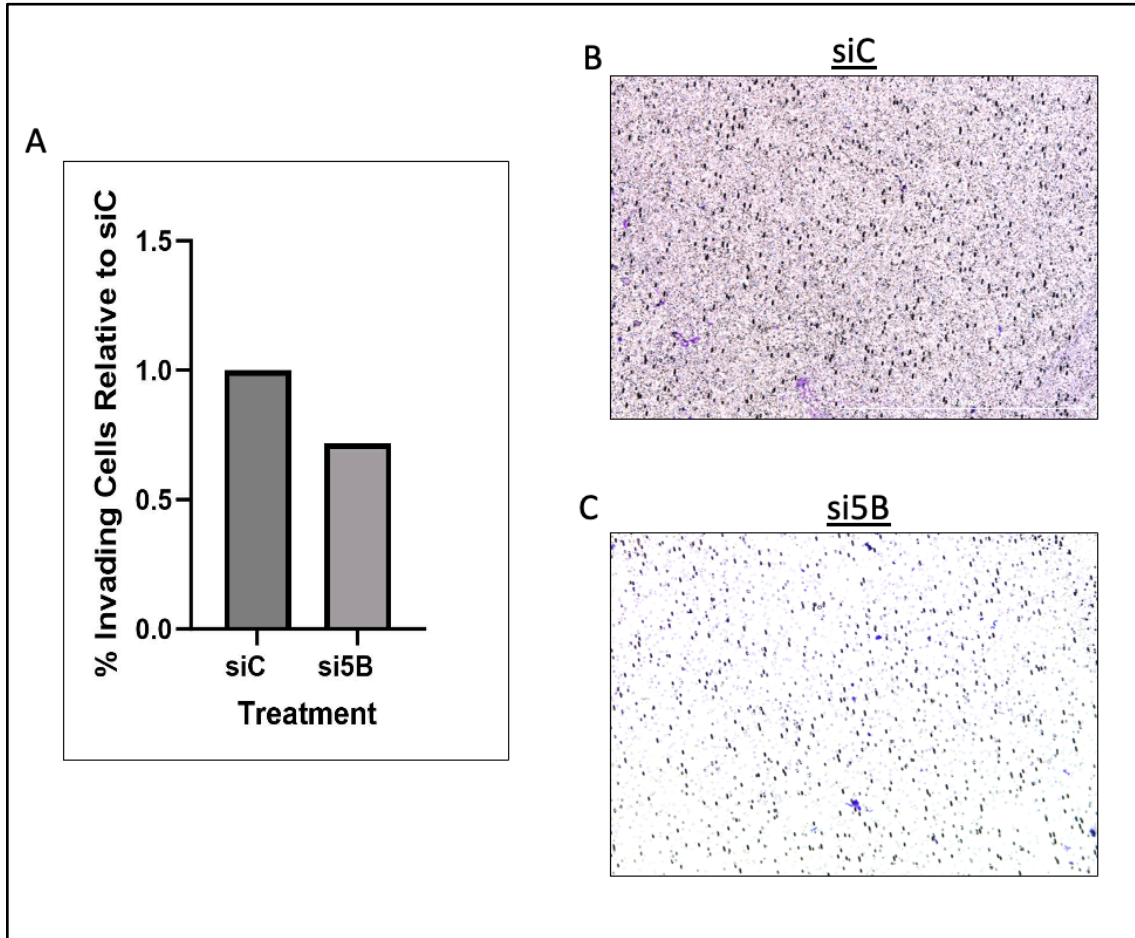 A
% Invading Cells Relative to siC
1.5
1.0
0.5
0.0
siC si5B
Treatment
B siC
C si5B